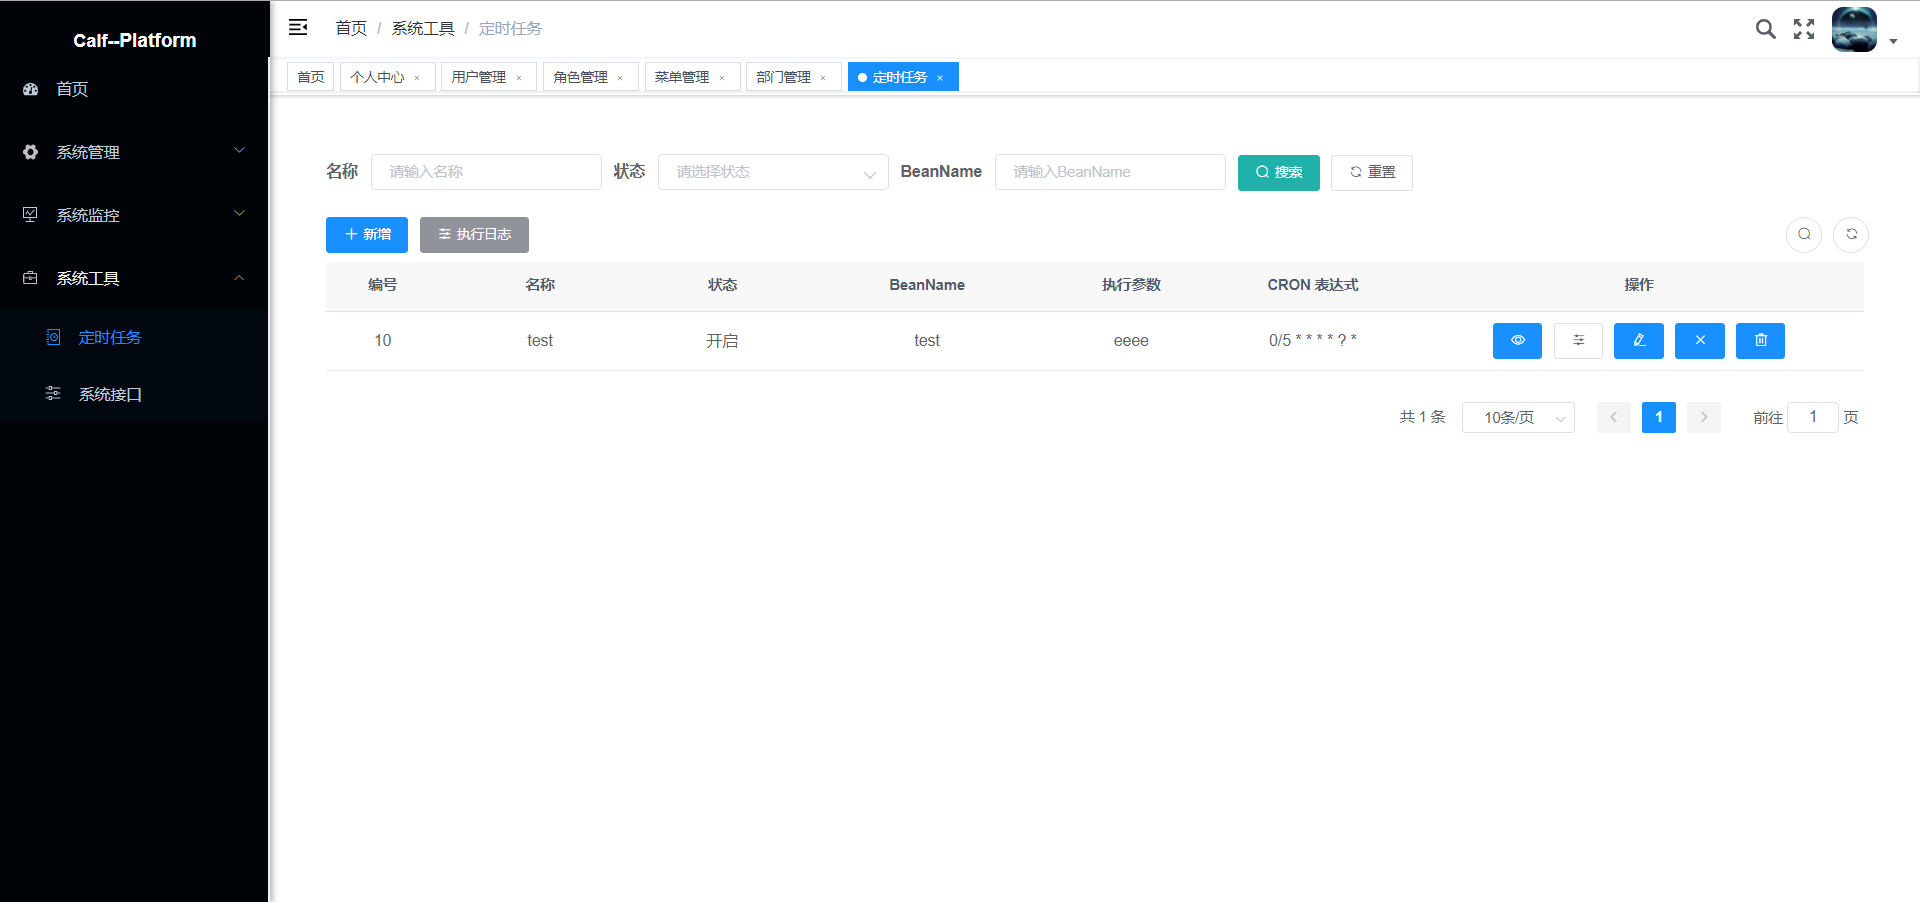 Calf--Platform
首页
系统管理
系统监控
系统工具
定时任务
系统接口
首页 / 系统工具 / 定时任务
首页 个人中心 × 用户管理 × 角色管理 × 菜单管理 × 部门管理 × 定时任务 ×
名称 请输入名称 状态 请选择状态 BeanName 请输入BeanName 搜索 重置
新增 执行日志
编号 名称 状态 BeanName 执行参数 CRON 表达式 操作
10 test 开启 test eeee 0/5 * * * * ? *
共 1 条 10条/页 1 前往 1 页